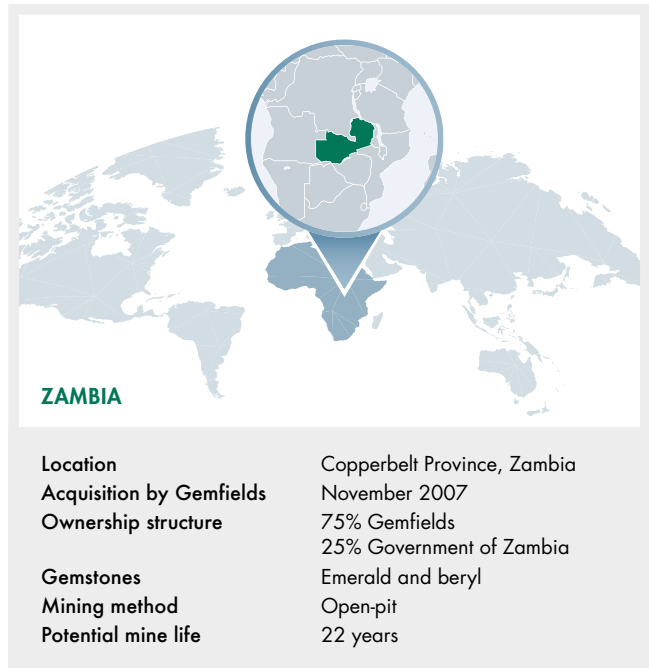 ZAMBIA
Location Copperbelt Province, Zambia
Acquisition by Gemfields November 2007
Ownership structure 75% Gemfields
25% Government of Zambia
Gemstones Emerald and beryl
Mining method Open-pit
Potential mine life 22 years